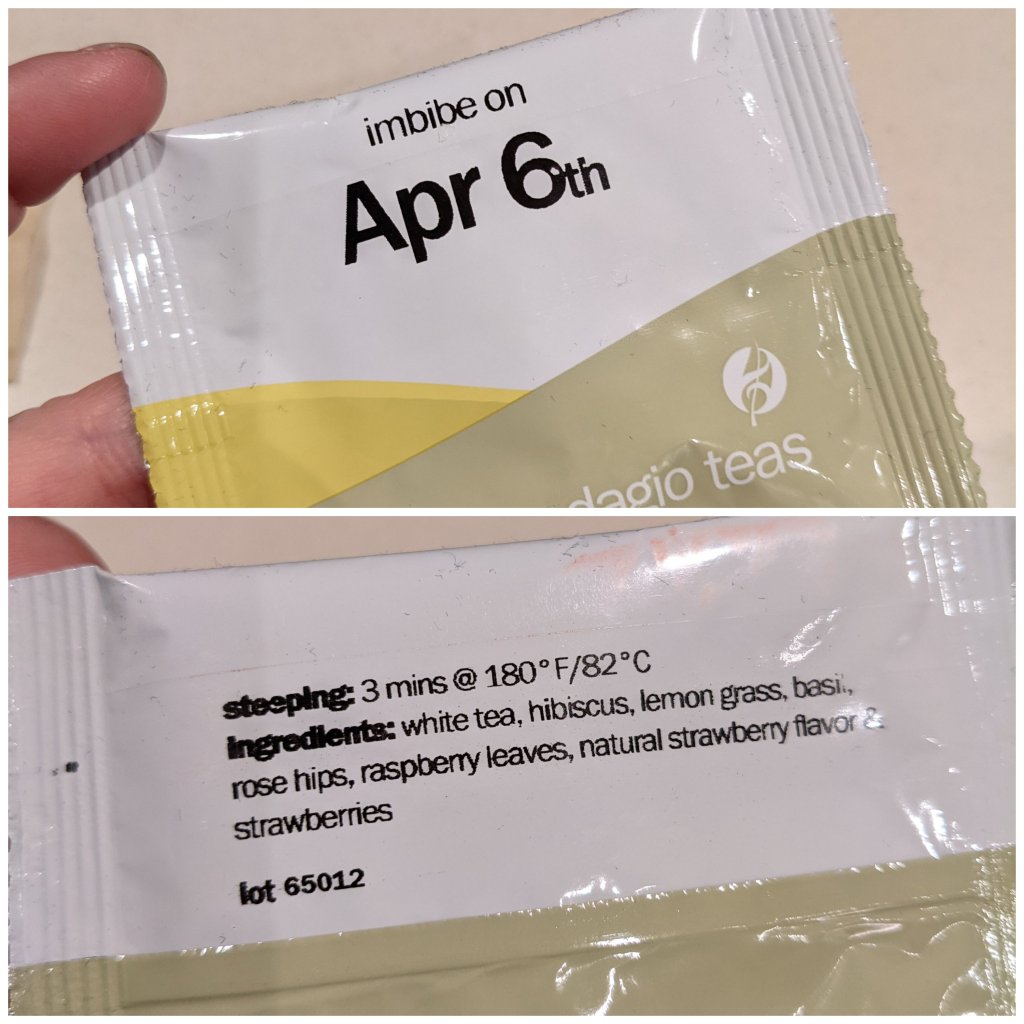 imbibe on
Apr 6th
dagio teas
steeping: 3 mins @ 180°F/82°C
ingredients: white tea, hibiscus, lemon grass, basil,
rose hips, raspberry leaves, natural strawberry flavor &
strawberries
lot 65012